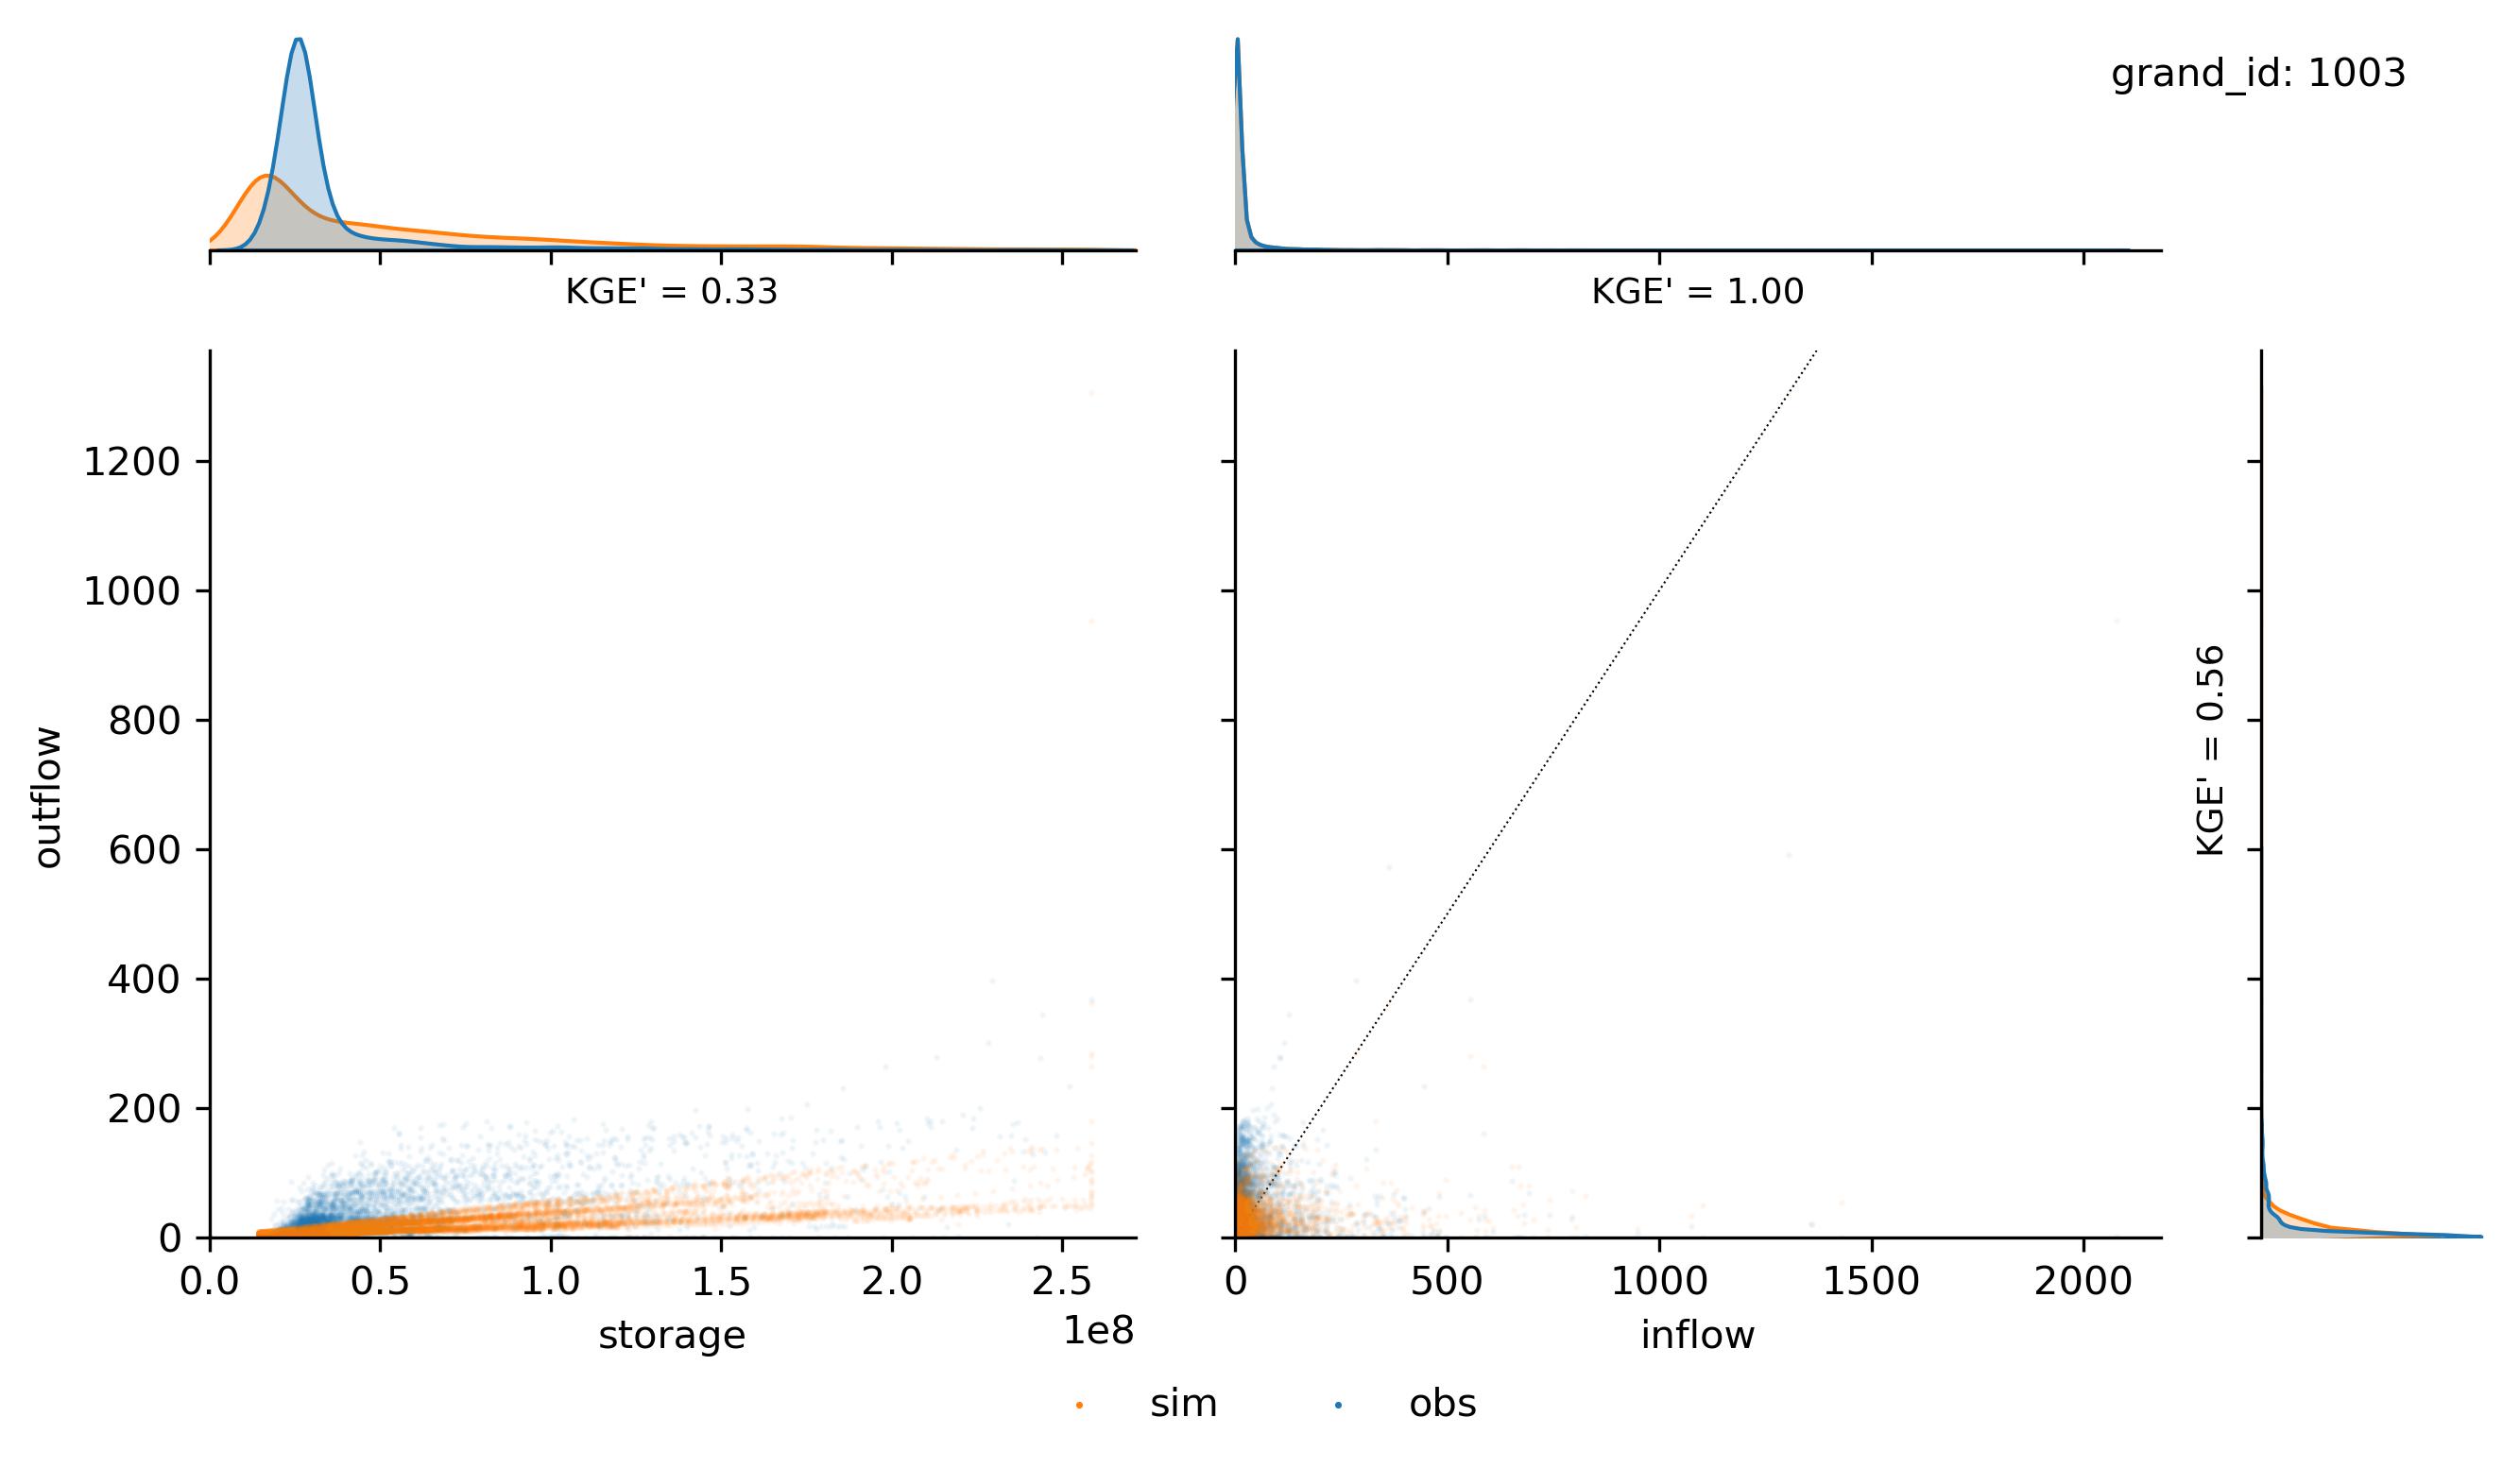 grand_id: 1003
KGE' = 0.33
KGE' = 1.00
1200
1000
800
600
400
200
0
outflow
KGE' = 0.56
0.0 0.5 1.0 1.5 2.0 2.5
1e8
storage
0 500 1000 1500 2000
inflow
sim obs